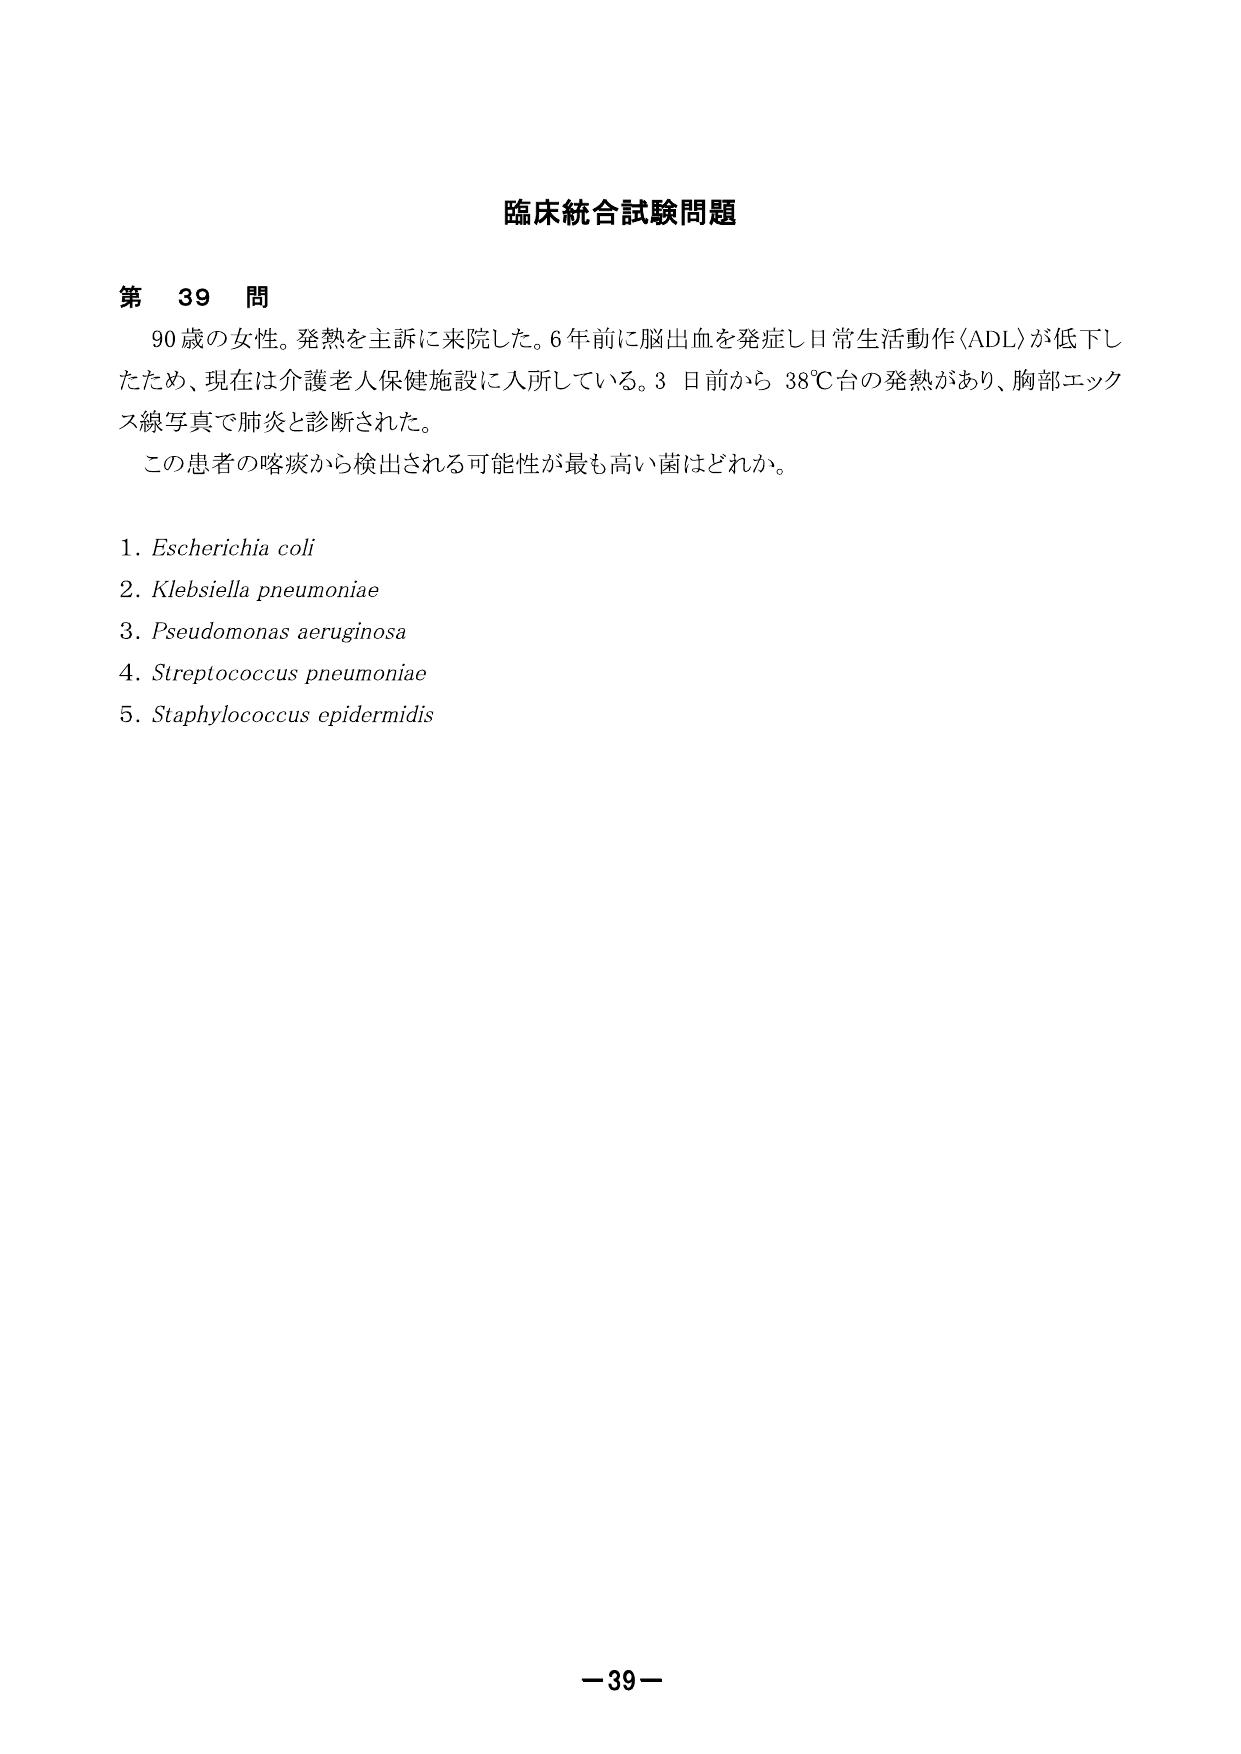 臨床統合試験問題
第 39 問
90歳の女性。発熱を主訴に来院した。6年前に脳出血を発症し日常生活動作〈ADL〉が低下し
たため、現在は介護老人保健施設に入所している。3 日前から 38℃台の発熱があり、胸部エック
ス線写真で肺炎と診断された。
この患者の喀痰から検出される可能性が最も高い菌はどれか。
1. Escherichia coli
2. Klebsiella pneumoniae
3. Pseudomonas aeruginosa
4. Streptococcus pneumoniae
5. Staphylococcus epidermidis
－39－